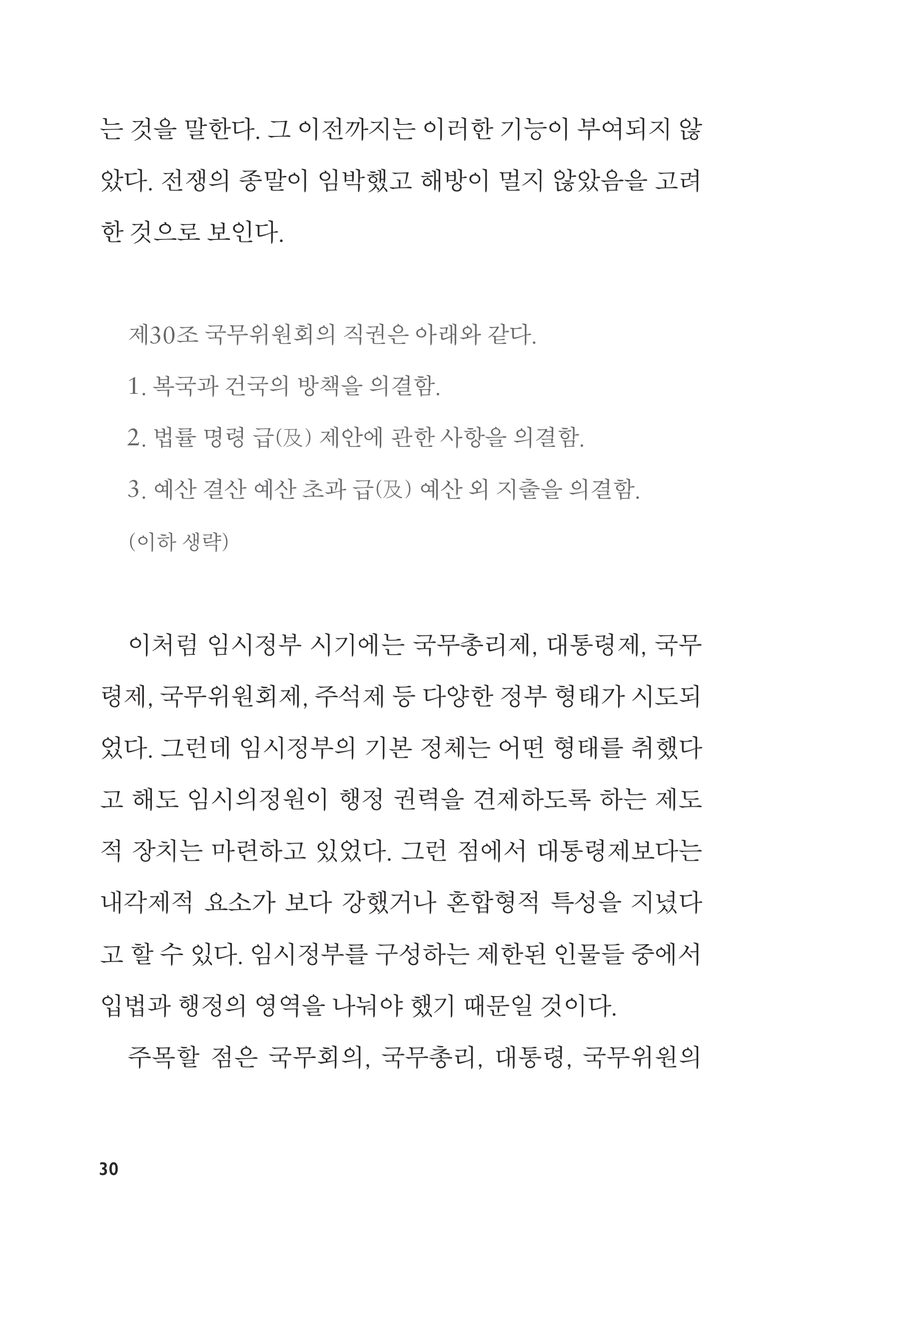 는 것을 말한다. 그 이전까지는 이러한 기능이 부여되지 않
았다. 전쟁의 종말이 임박했고 해방이 멀지 않았음을 고려
한 것으로 보인다.
제30조 국무위원회의 직권은 아래와 같다.
1. 복국과 건국의 방책을 의결함.
2. 법률 명령 급(及) 제안에 관한 사항을 의결함.
3. 예산 결산 예산 초과 급(及) 예산 외 지출을 의결함.
(이하 생략)
이처럼 임시정부 시기에는 국무총리제, 대통령제, 국무
령제, 국무위원회제, 주석제 등 다양한 정부 형태가 시도되
었다. 그런데 임시정부의 기본 정체는 어떤 형태를 취했다
고 해도 임시의정원이 행정 권력을 견제하도록 하는 제도
적 장치는 마련하고 있었다. 그런 점에서 대통령제보다는
내각제적 요소가 보다 강했거나 혼합형적 특성을 지녔다
고 할 수 있다. 임시정부를 구성하는 제한된 인물들 중에서
입법과 행정의 영역을 나눠야 했기 때문일 것이다.
주목할 점은 국무회의, 국무총리, 대통령, 국무위원의
30